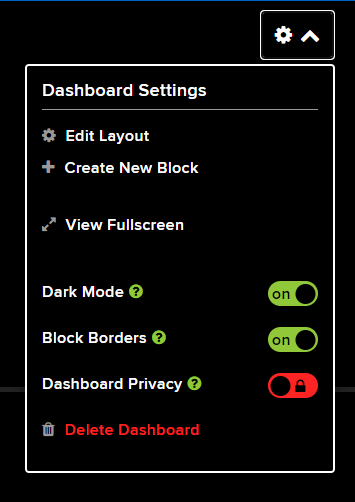 Dashboard Settings
Edit Layout
Create New Block
View Fullscreen
Dark Mode ? on
Block Borders ? on
Dashboard Privacy ?
Delete Dashboard